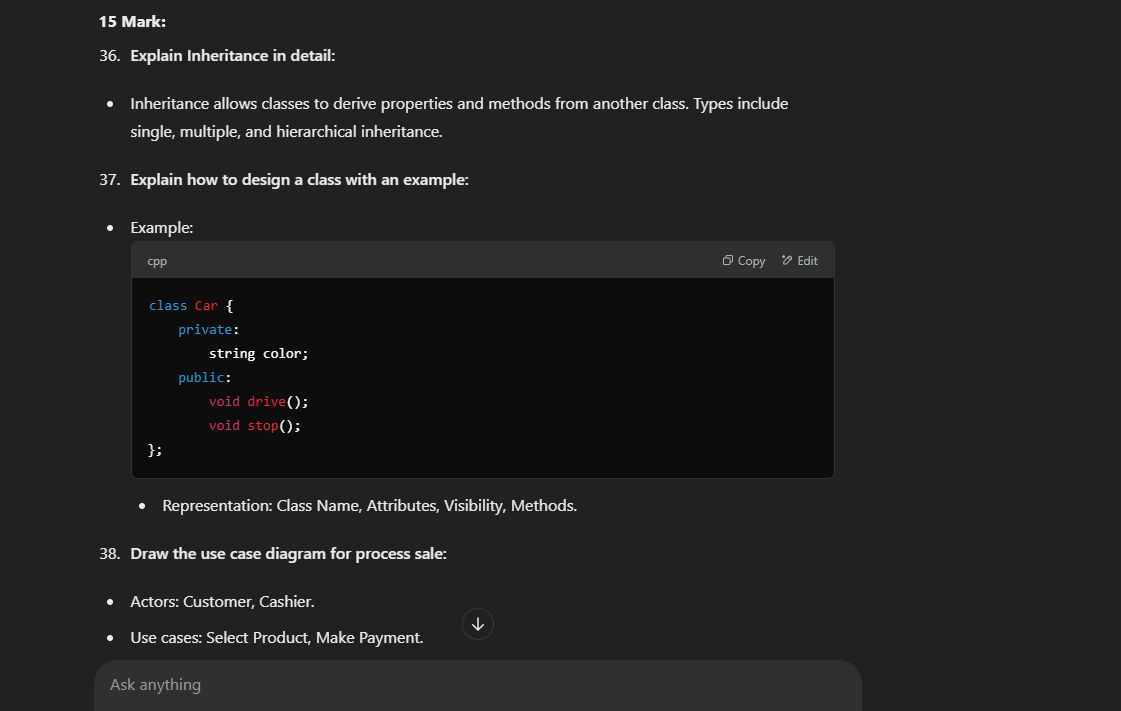 15 Mark:
36. Explain Inheritance in detail:
• Inheritance allows classes to derive properties and methods from another class. Types include
single, multiple, and hierarchical inheritance.
37. Explain how to design a class with an example:
• Example:
cpp Copy Edit
class Car {
    private:
        string color;
    public:
        void drive();
        void stop();
};
• Representation: Class Name, Attributes, Visibility, Methods.
38. Draw the use case diagram for process sale:
• Actors: Customer, Cashier.
• Use cases: Select Product, Make Payment.
Ask anything